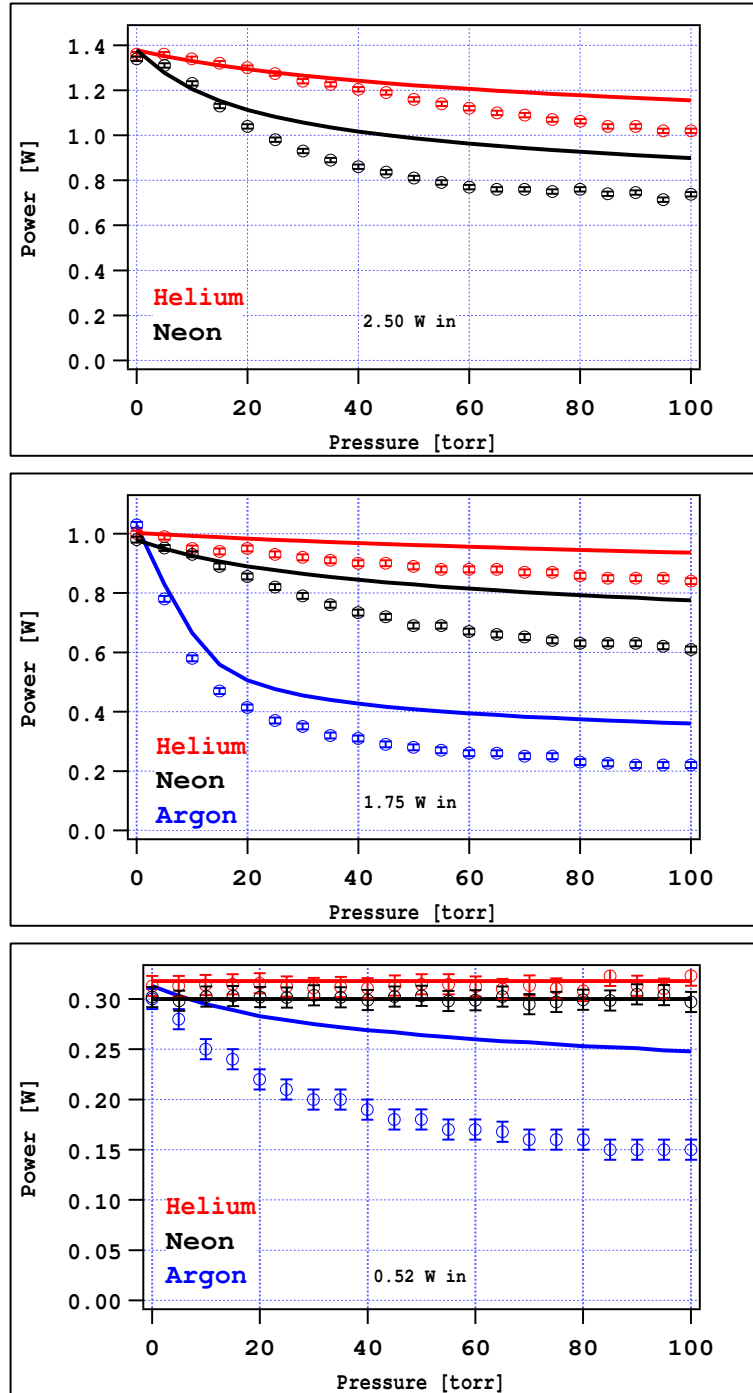 1.4
1.2
1.0
0.8
0.6
0.4
0.2
0.0
Power [W]
Helium
Neon
2.50 W in
0 20 40 60 80 100
Pressure [torr]
1.0
0.8
0.6
0.4
0.2
0.0
Power [W]
Helium
Neon
Argon
1.75 W in
0 20 40 60 80 100
Pressure [torr]
0.30
0.25
0.20
0.15
0.10
0.05
0.00
Power [W]
Helium
Neon
Argon
0.52 W in
0 20 40 60 80 100
Pressure [torr]